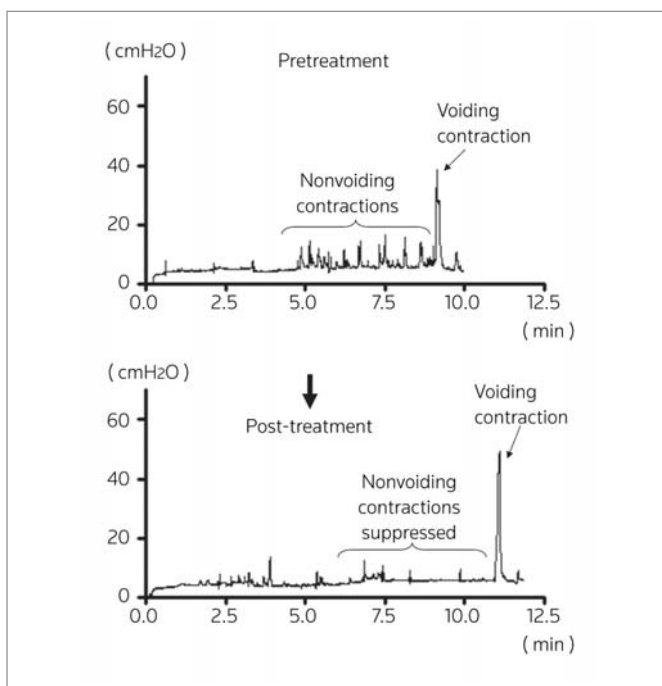 ( cmH2O )
Pretreatment
60
Voiding
contraction
40
Nonvoiding
contractions
20
0
0.0 2.5 5.0 7.5 10.0 12.5
( min )
( cmH2O )
Voiding
contraction
60
Post-treatment
40
Nonvoiding
contractions
suppressed
20
0
0.0 2.5 5.0 7.5 10.0 12.5
( min )